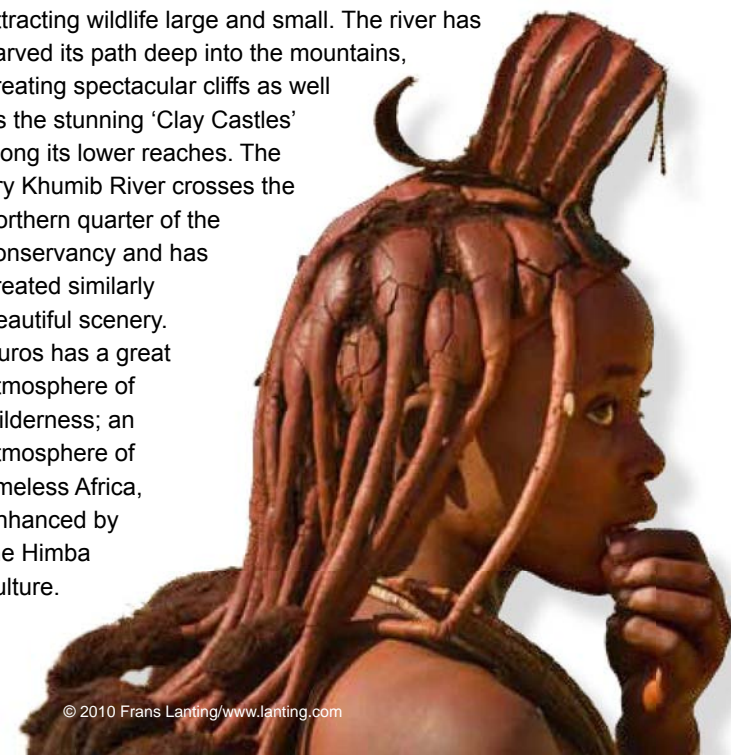 ttracting wildlife large and small. The river has
arved its path deep into the mountains,
reating spectacular cliffs as well
s the stunning ‘Clay Castles’
ong its lower reaches. The
ry Khumib River crosses the
orthern quarter of the
onservancy and has
reated similarly
eautiful scenery.
uros has a great
tmosphere of
ilderness; an
tmosphere of
meless Africa,
nhanced by
e Himba
ulture.
© 2010 Frans Lanting/www.lanting.com